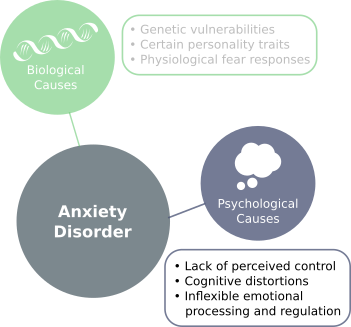 Biological
Causes
• Genetic vulnerabilities
• Certain personality traits
• Physiological fear responses
Anxiety
Disorder
Psychological
Causes
• Lack of perceived control
• Cognitive distortions
• Inflexible emotional
processing and regulation